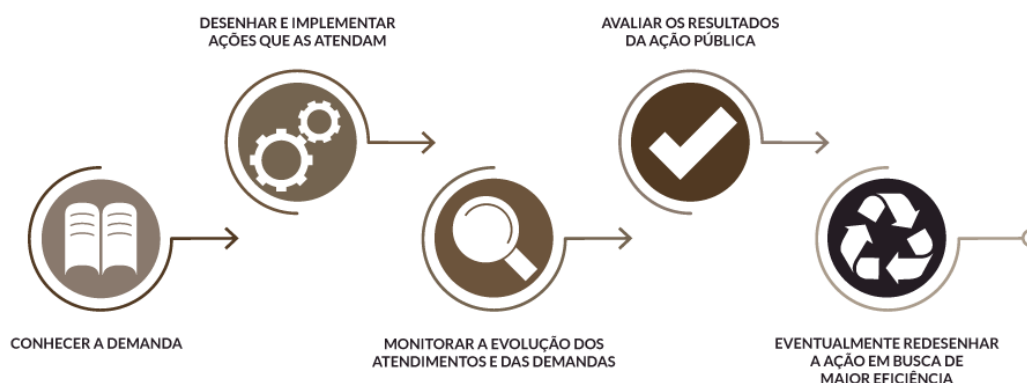 CONHECER A DEMANDA
DESENHAR E IMPLEMENTAR
AÇÕES QUE AS ATENDAM
MONITORAR A EVOLUÇÃO DOS
ATENDIMENTOS E DAS DEMANDAS
AVALIAR OS RESULTADOS
DA AÇÃO PÚBLICA
EVENTUALMENTE REDESENHAR
A AÇÃO EM BUSCA DE
MAIOR EFICIÊNCIA